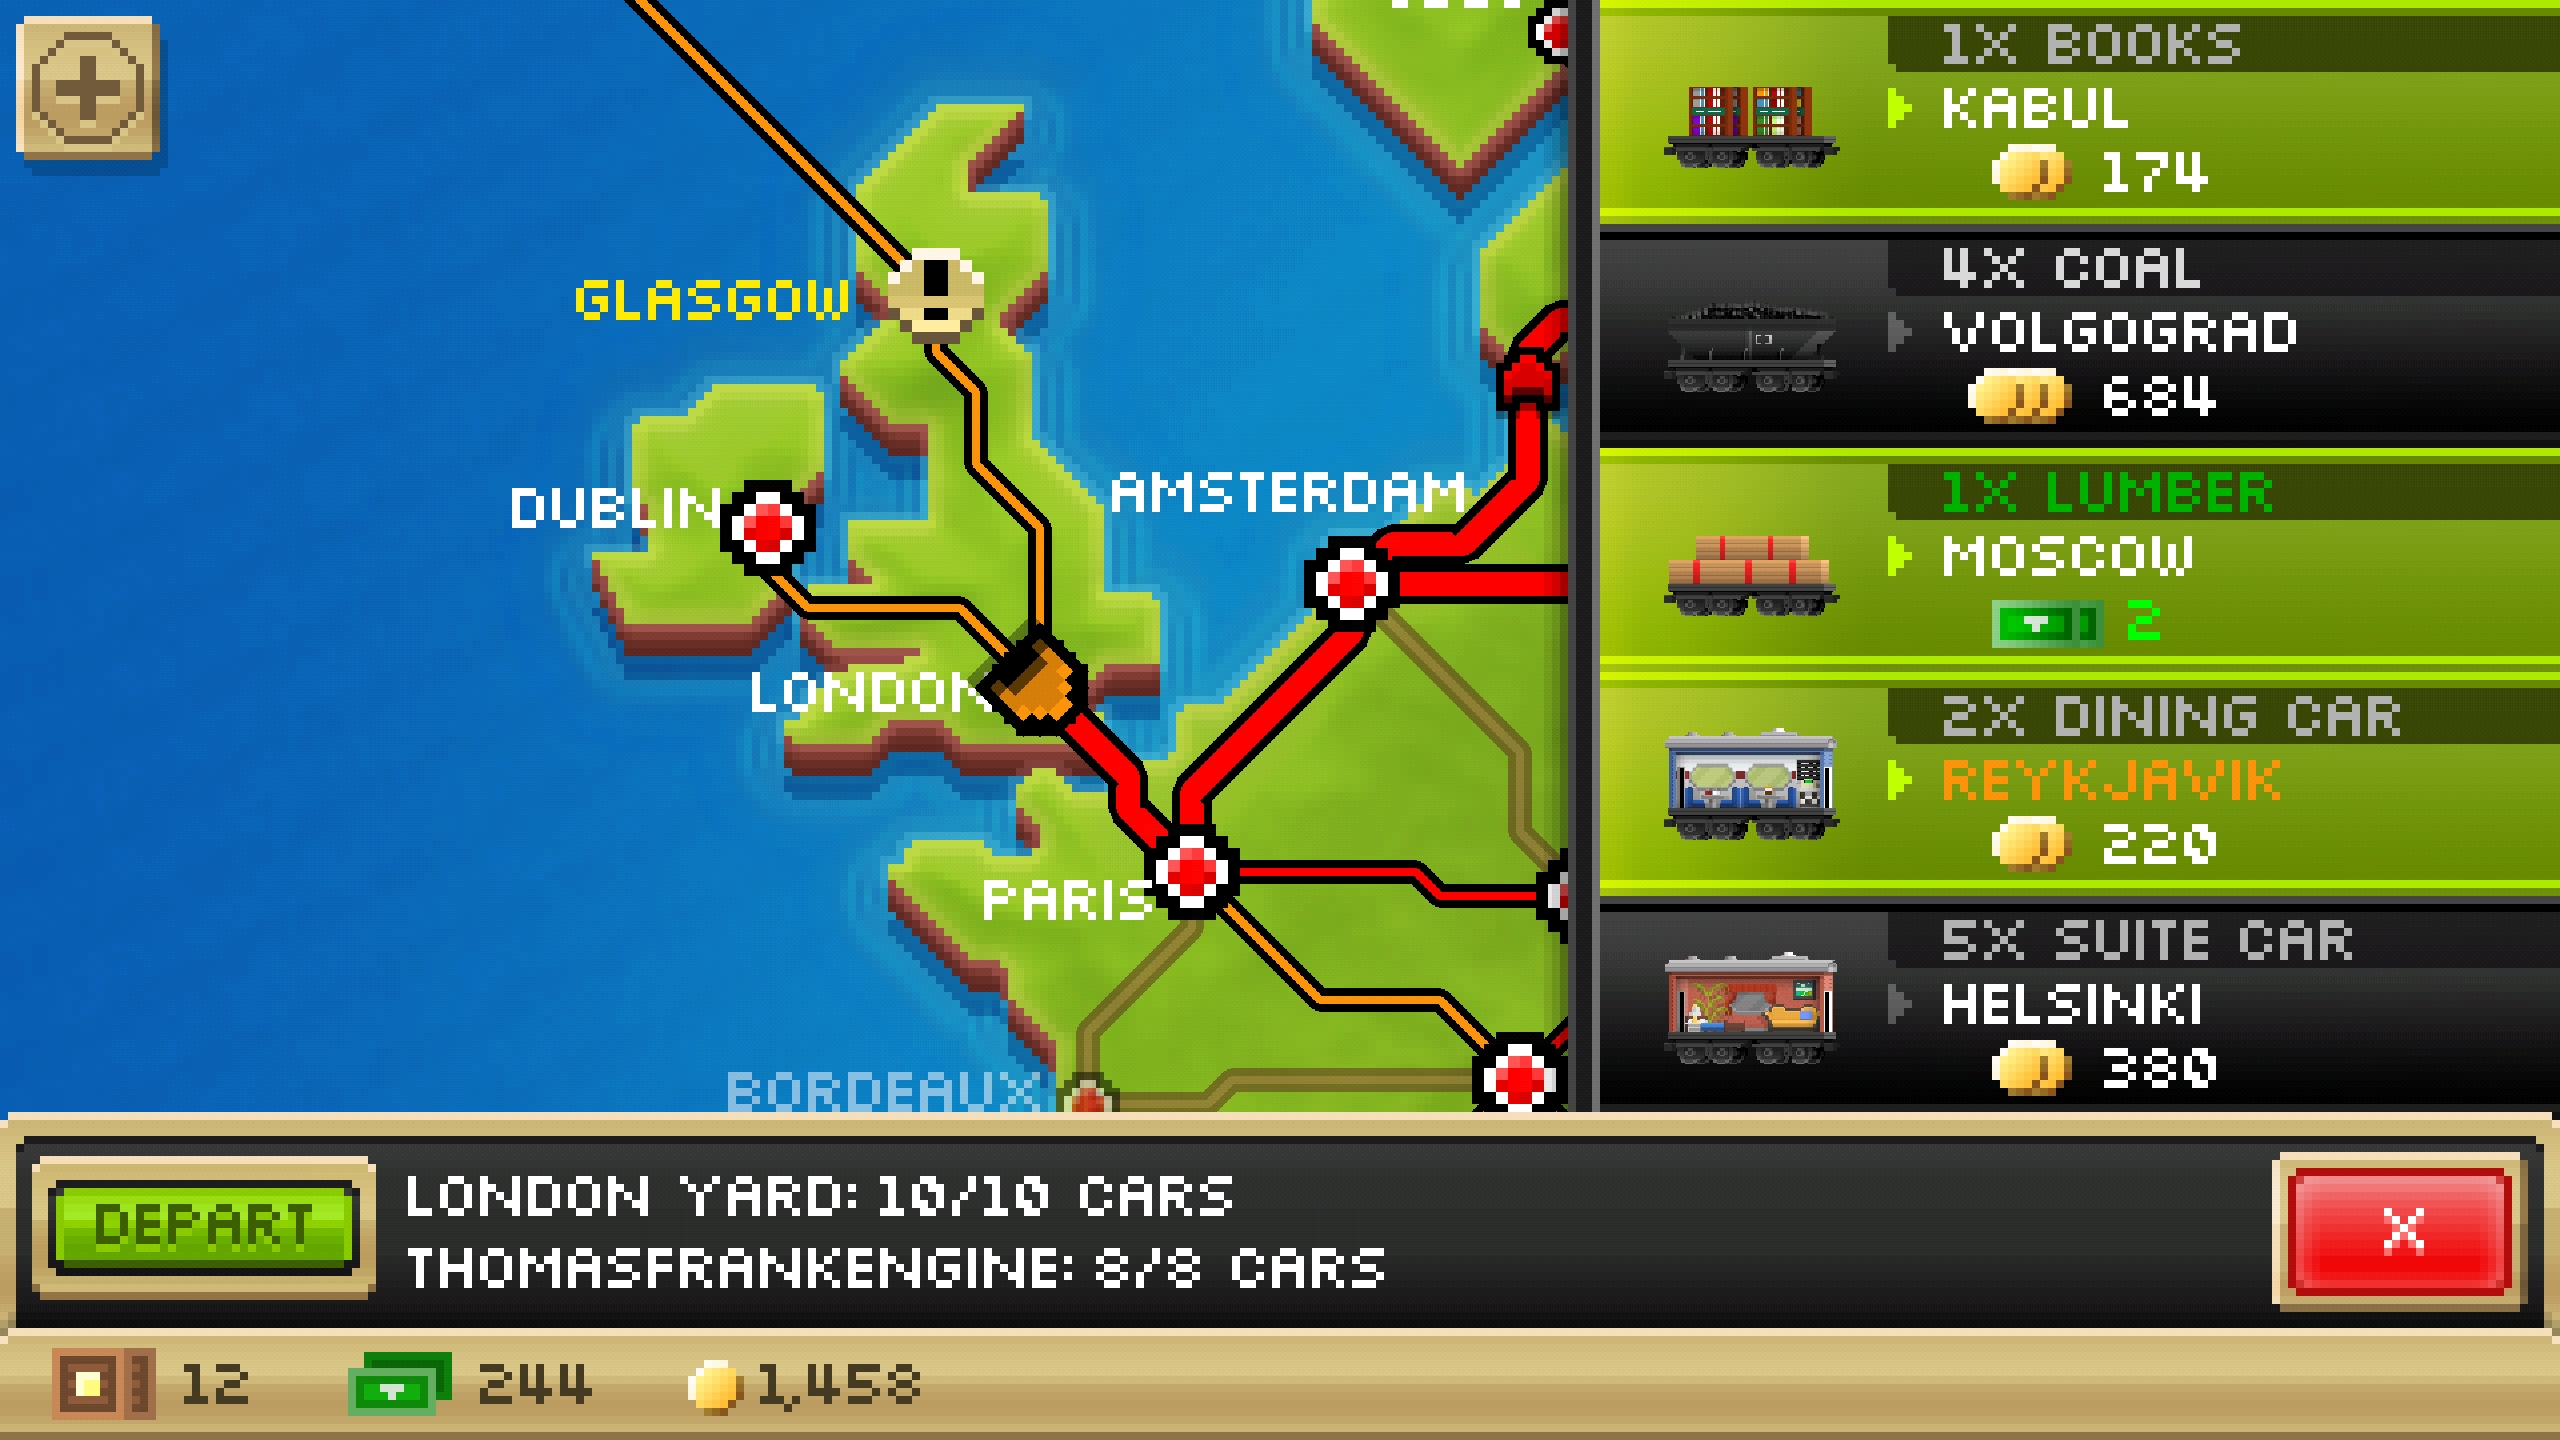 GLASGOW
DUBLIN
AMSTERDAM
LONDON
PARIS
BORDEAUX
1X BOOKS
KABUL
174
4X COAL
VOLGOGRAD
684
1X LUMBER
MOSCOW
2
2X DINING CAR
REYKJAVIK
220
5X SUITE CAR
HELSINKI
380
DEPART
LONDON YARD: 10/10 CARS
THOMASFRANKENGINE: 8/8 CARS
X
12
244
1,458